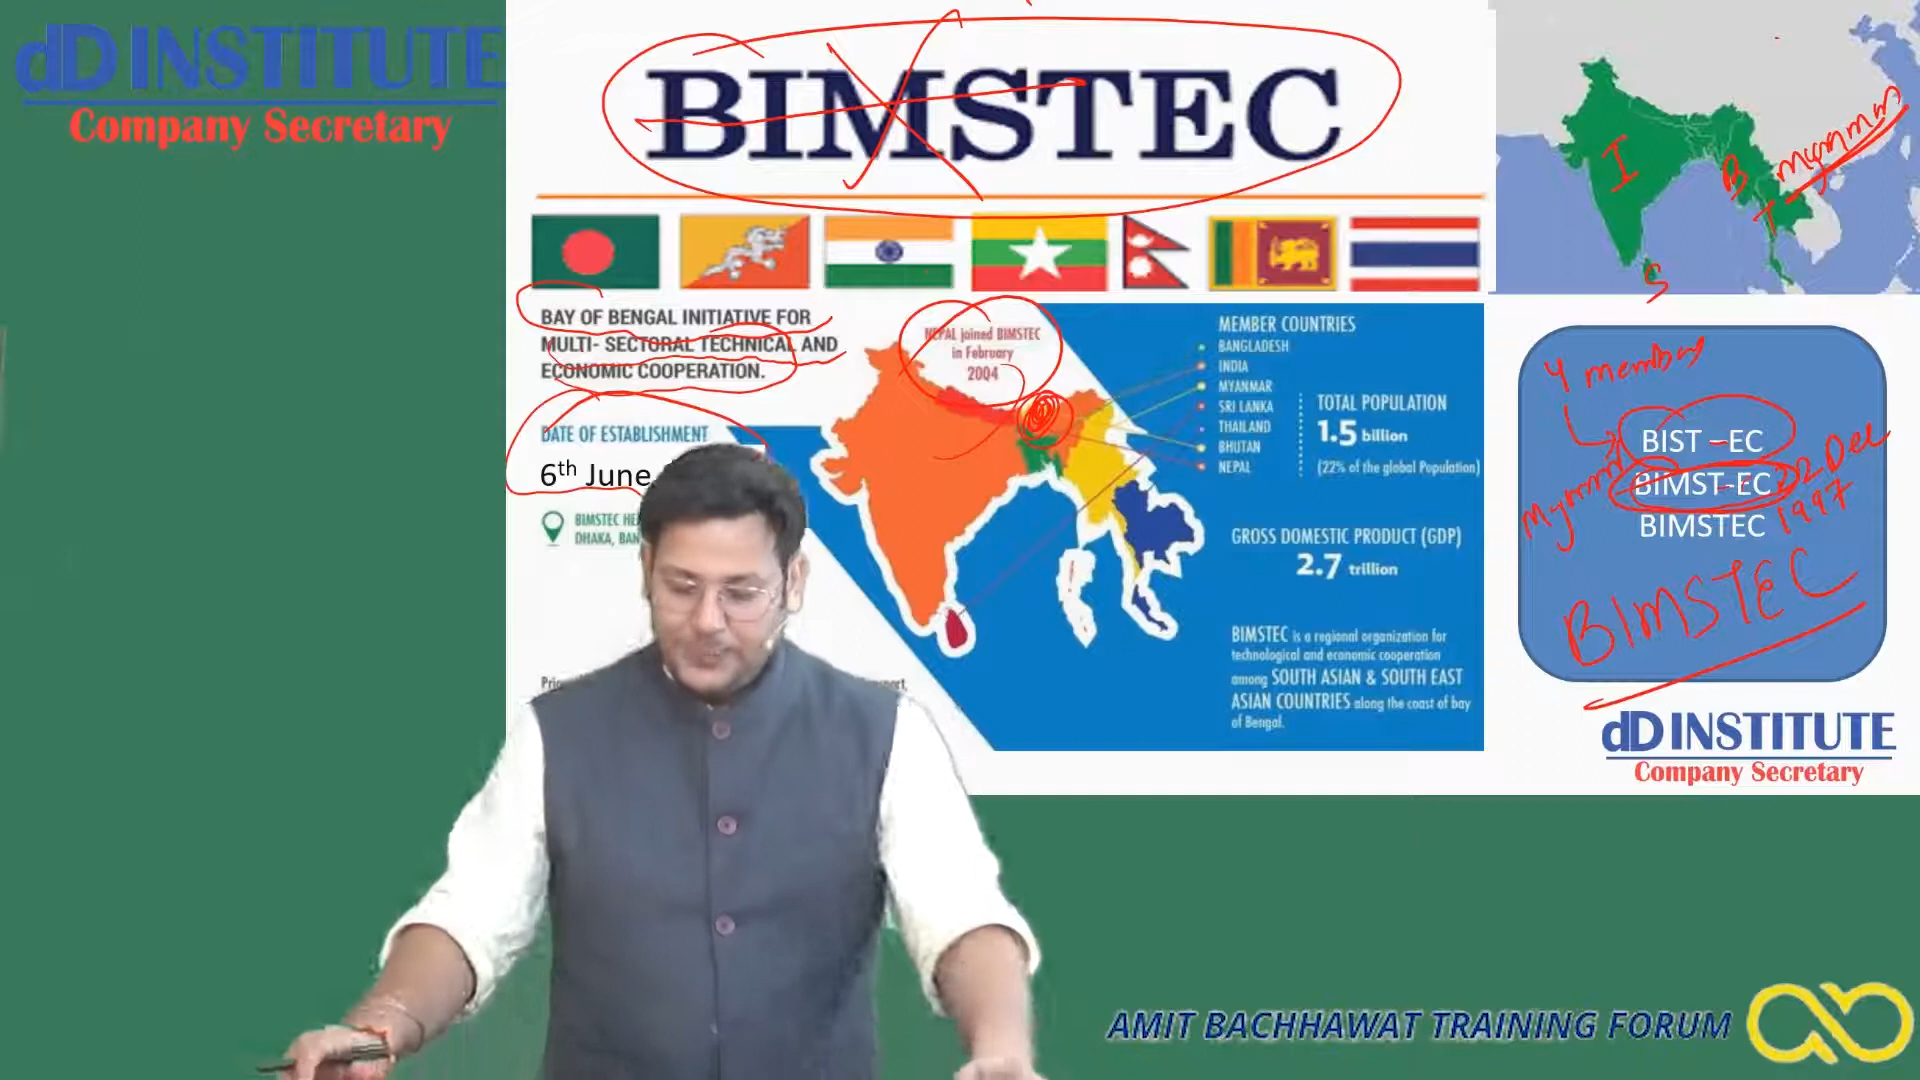 dD INSTITUTE
Company Secretary
BIMSTEC
I
B
Myanmar
T
S
BAY OF BENGAL INITIATIVE FOR
MULTI- SECTORAL TECHNICAL AND
ECONOMIC COOPERATION.
DATE OF ESTABLISHMENT
6th June
BIMSTEC HE
DHAKA, BAN
NEPAL joined BIMSTEC
in February
2004
MEMBER COUNTRIES
BANGLADESH
INDIA
MYANMAR
SRI LANKA
THAILAND
BHUTAN
NEPAL
TOTAL POPULATION
1.5 billion
(22% of the global Population)
GROSS DOMESTIC PRODUCT (GDP)
2.7 trillion
BIMSTEC is a regional organization for
technological and economic cooperation
among SOUTH ASIAN & SOUTH EAST
ASIAN COUNTRIES along the coast of bay
of Bengal.
4 members
BIST –EC
BIMST-EC 22 Dec
BIMSTEC 1997
BIMSTEC
dD INSTITUTE
Company Secretary
AMIT BACHHAWAT TRAINING FORUM